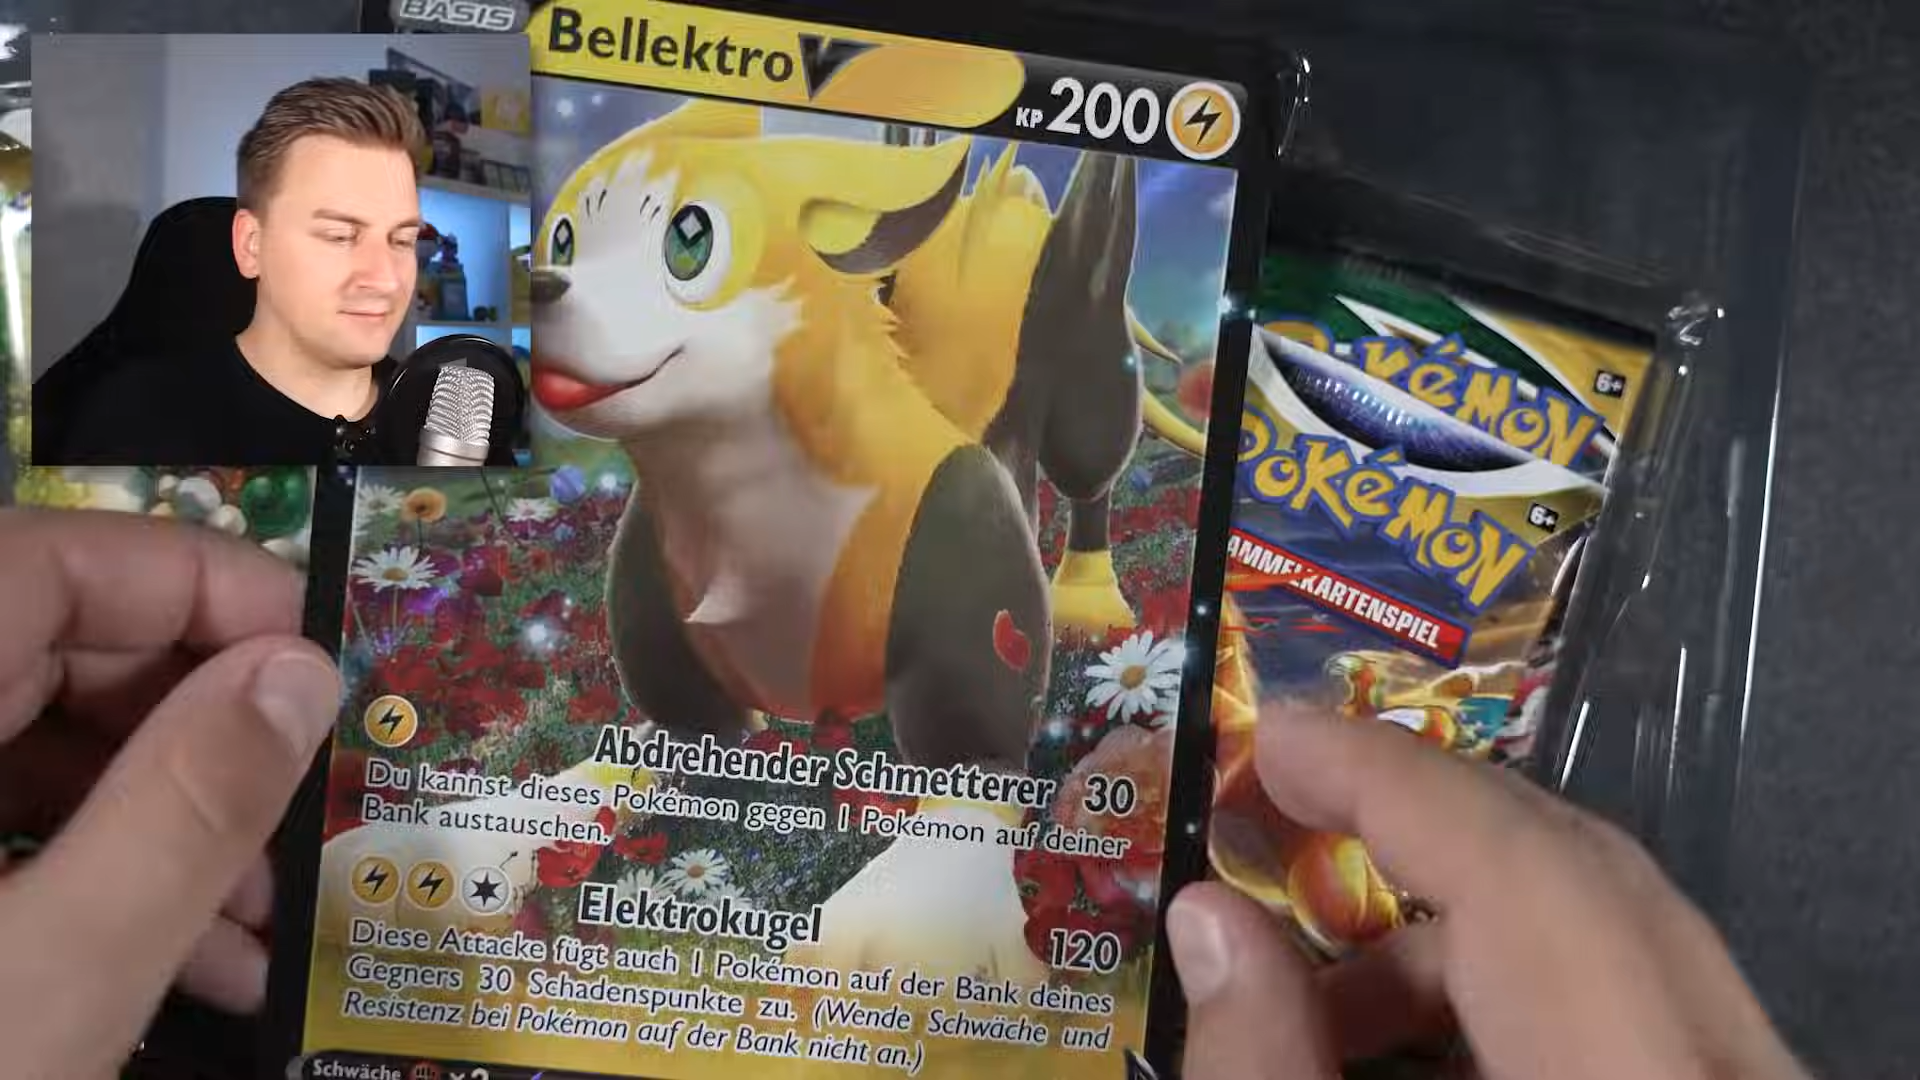 BASIS
Bellektro V
KP 200
Abdrehender Schmetterer 30
Du kannst dieses Pokémon gegen 1 Pokémon auf deiner
Bank austauschen.
Elektrokugel
120
Diese Attacke fügt auch 1 Pokémon auf der Bank deines
Gegners 30 Schadenspunkte zu. (Wende Schwäche und
Resistenz bei Pokémon auf der Bank nicht an.)
Schwäche x2
6+
Pokémon
6+
Pokémon
AMMELKARTENSPIEL